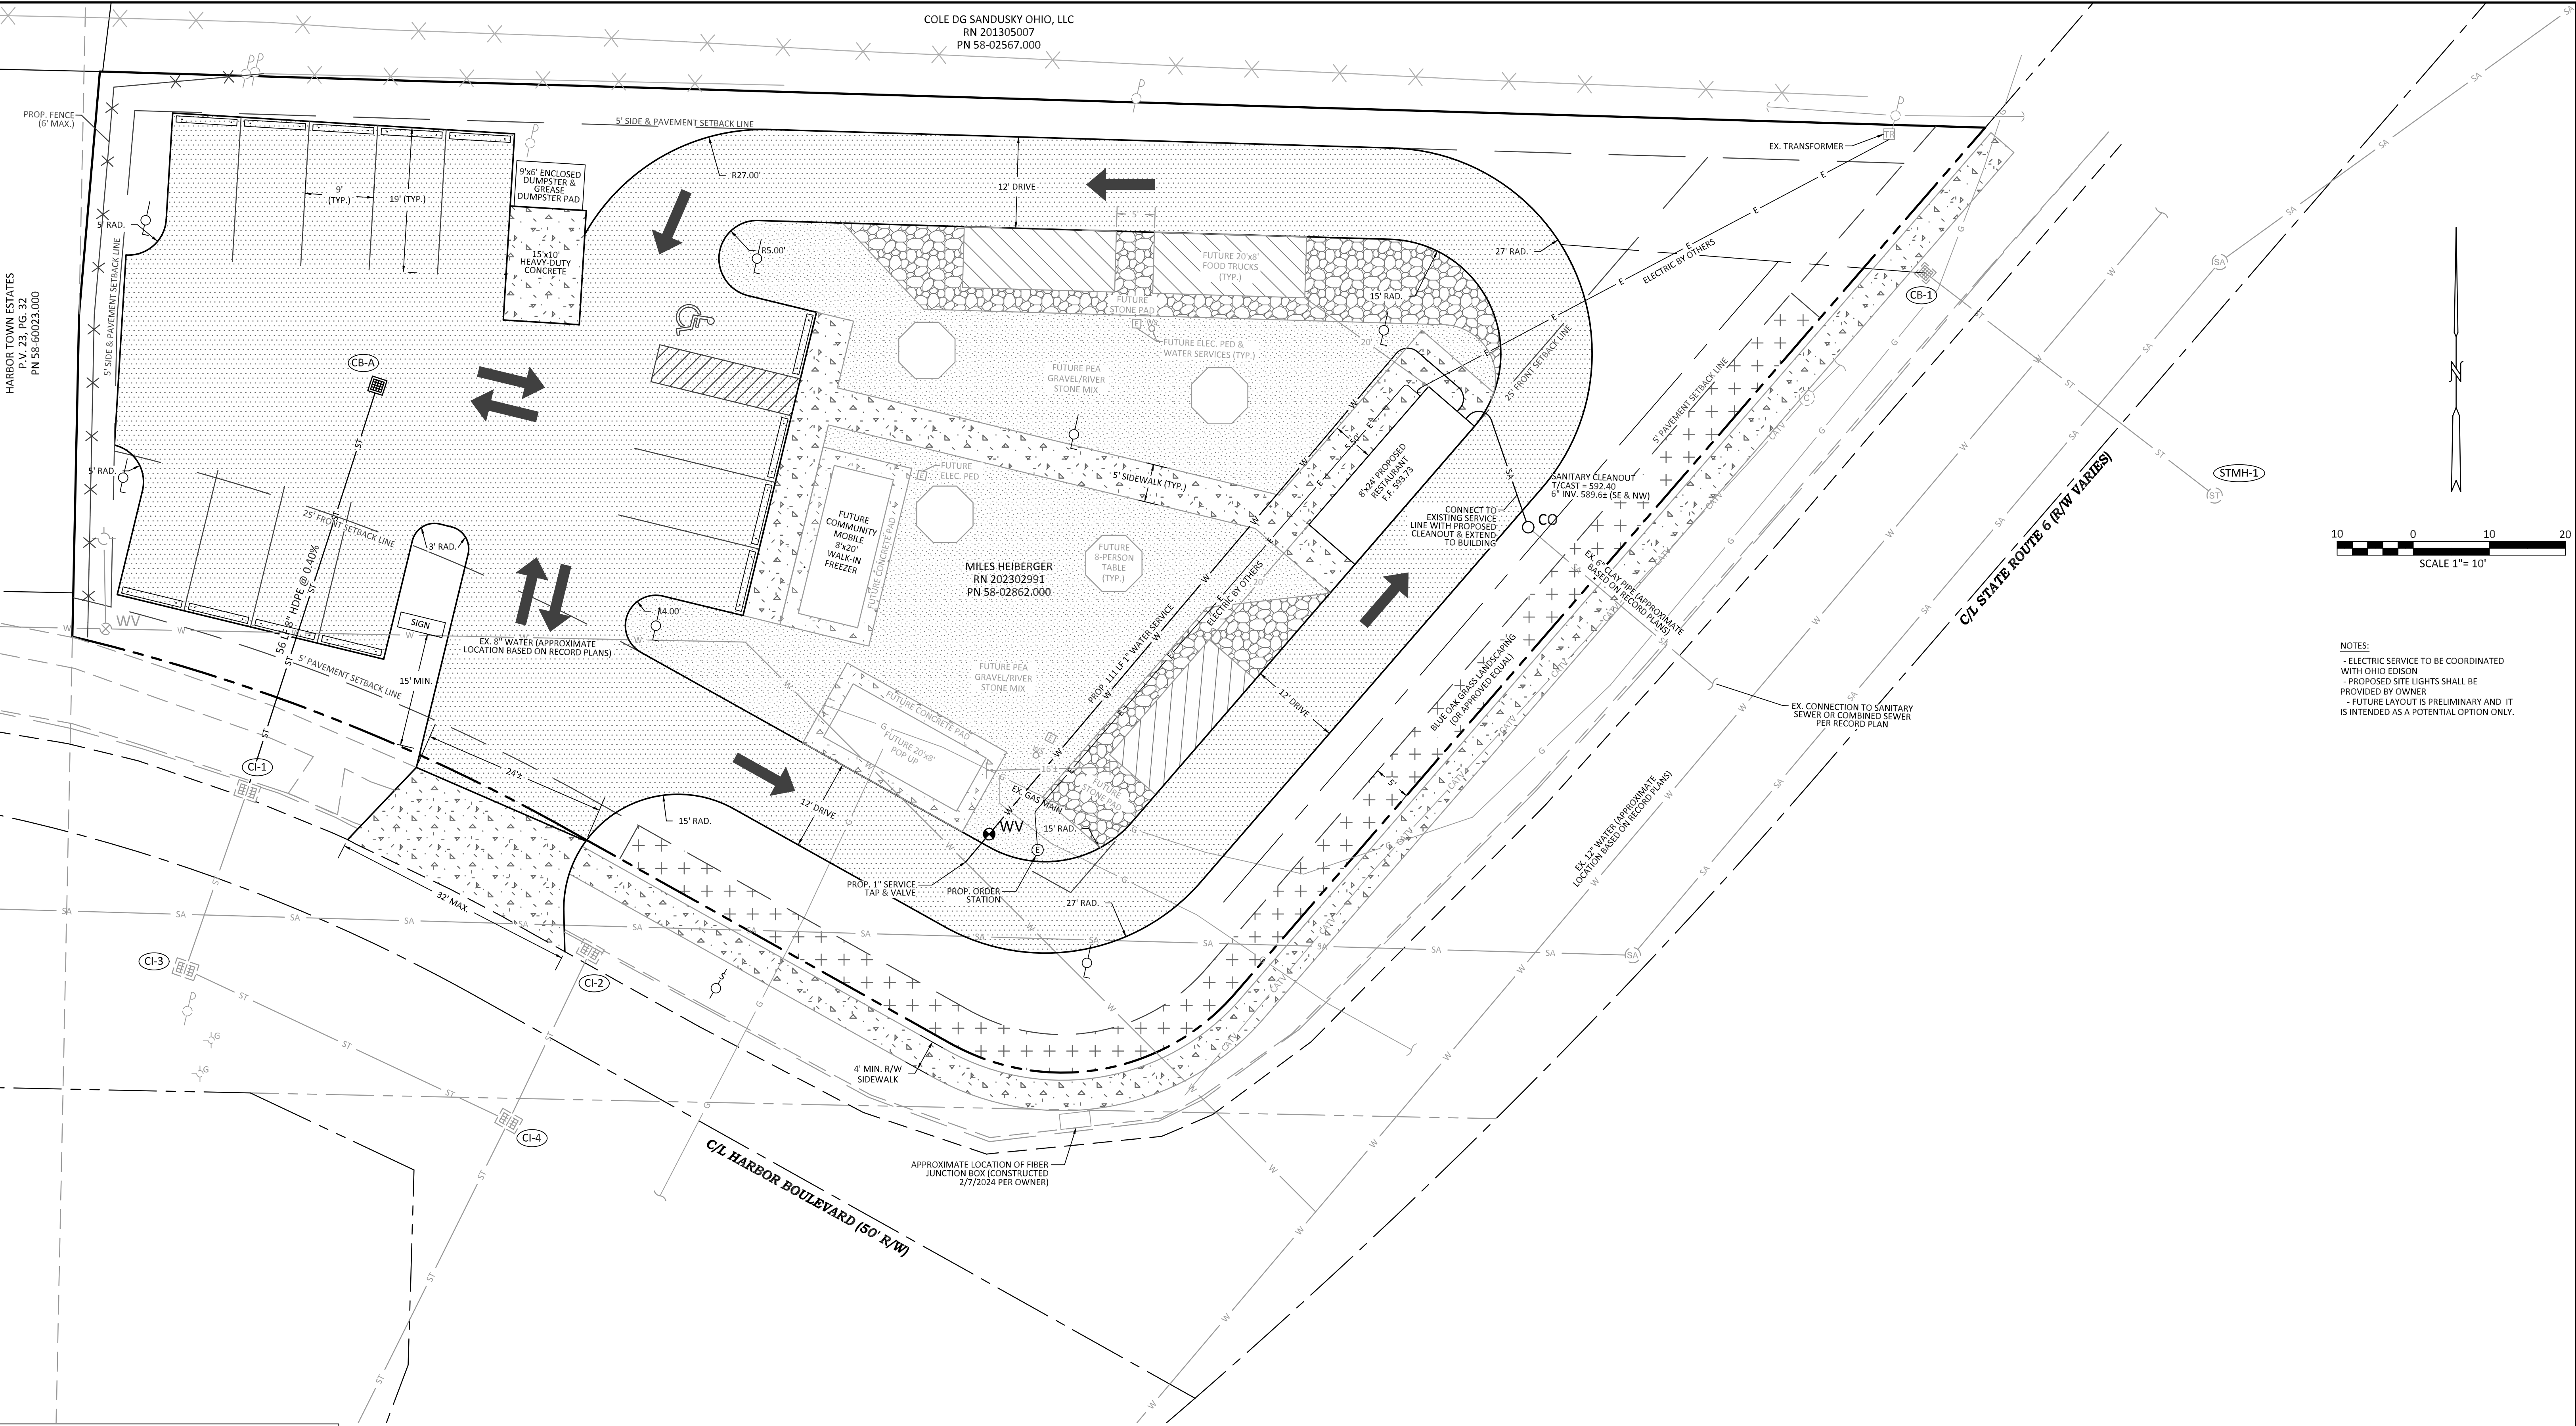 COLE DG SANDUSKY OHIO, LLC
RN 201305007
PN 58-02567.000
PROP. FENCE
(6' MAX.)
5' SIDE & PAVEMENT SETBACK LINE
EX. TRANSFORMER
TR
HARBOR TOWN ESTATES
P.V. 23, PG. 32
PN 58-60023.000
5' SIDE & PAVEMENT SETBACK LINE
5' RAD.
9'
(TYP.)
19' (TYP.)
9'x6' ENCLOSED
DUMPSTER &
GREASE
DUMPSTER PAD
15'x10'
HEAVY-DUTY
CONCRETE
R27.00'
12' DRIVE
R5.00'
5'
FUTURE 20'x8'
FOOD TRUCKS
(TYP.)
FUTURE
STONE PAD
27' RAD.
15' RAD.
ELECTRIC BY OTHERS
CB-1
E
WS
FUTURE ELEC. PED &
WATER SERVICES (TYP.)
20'
25' FRONT SETBACK LINE
CB-A
FUTURE PEA
GRAVEL/RIVER
STONE MIX
5' PAVEMENT SETBACK LINE
C
SA
STMH-1
ST
N
5' RAD.
25' FRONT SETBACK LINE
3' RAD.
56 LF 8" HDPE @ 0.40%
FUTURE
ELEC. PED
E
5' SIDEWALK (TYP.)
5.50'
8'x24' PROPOSED
RESTAURANT
F.F. 593.73
SANITARY CLEANOUT
T/CAST = 592.40
6" INV. 589.6± (SE & NW)
CO
CONNECT TO
EXISTING SERVICE
LINE WITH PROPOSED
CLEANOUT & EXTEND
TO BUILDING
FUTURE
COMMUNITY
MOBILE
8'x20'
WALK-IN
FREEZER
FUTURE CONCRETE PAD
MILES HEIBERGER
RN 202302991
PN 58-02862.000
FUTURE
8-PERSON
TABLE
(TYP.)
ELECTRIC BY OTHERS
20'
EX. 6" CLAY PIPE (APPROXIMATE
BASED ON RECORD PLANS)
C/L STATE ROUTE 6 (R/W VARIES)
10 0 10 20
SCALE 1"= 10'
NOTES:
- ELECTRIC SERVICE TO BE COORDINATED
WITH OHIO EDISON
- PROPOSED SITE LIGHTS SHALL BE
PROVIDED BY OWNER
- FUTURE LAYOUT IS PRELIMINARY AND IT
IS INTENDED AS A POTENTIAL OPTION ONLY.
WV
SIGN
R4.00'
EX. 8" WATER (APPROXIMATE
LOCATION BASED ON RECORD PLANS)
5' PAVEMENT SETBACK LINE
15' MIN.
FUTURE PEA
GRAVEL/RIVER
STONE MIX
PROP. 111 LF 1" WATER SERVICE
BLUE OAK GRASS LANDSCAPING
(OR APPROVED EQUAL)
12' DRIVE
EX. CONNECTION TO SANITARY
SEWER OR COMBINED SEWER
PER RECORD PLAN
FUTURE CONCRETE PAD
FUTURE 20'x8'
POP UP
E
WS
16'±
EX. GAS MAIN
FUTURE
STONE PAD
5'
CI-1
24'±
12' DRIVE
15' RAD.
WV
15' RAD.
E
EX. 12" WATER (APPROXIMATE
LOCATION BASED ON RECORD PLANS)
PROP. 1" SERVICE
TAP & VALVE
PROP. ORDER
STATION
27' RAD.
32' MAX.
SA
CI-3
CI-2
4' MIN. R/W
SIDEWALK
CI-4
C/L HARBOR BOULEVARD (50' R/W)
APPROXIMATE LOCATION OF FIBER
JUNCTION BOX (CONSTRUCTED
2/7/2024 PER OWNER)